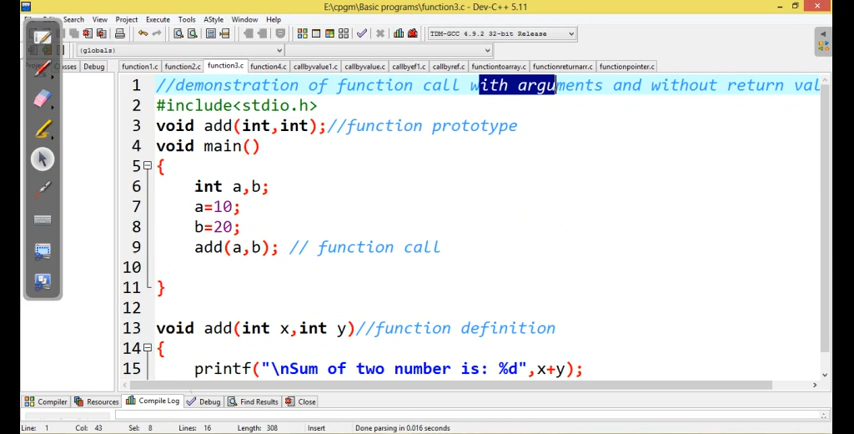 E:\cpgm\Basic programs\function3.c - Dev-C++ 5.11
Search View Project Execute Tools AStyle Window Help
TDM-GCC 4.9.2 32-bit Release
(globals)
Classes Debug function1.c function2.c function3.c function4.c callbyvalue1.c callbyvalue.c callbyef1.c callbyref.c functontoarray.c functionreturnarr.c functionpointer.c
1 //demonstration of function call with arguments and without return val
2 #include<stdio.h>
3 void add(int,int);//function prototype
4 void main()
5 {
6 int a,b;
7 a=10;
8 b=20;
9 add(a,b); // function call
10
11 }
12
13 void add(int x,int y)//function definition
14 {
15 printf("\nSum of two number is: %d",x+y);
Compiler Resources Compile Log Debug Find Results Close
Line: 1 Col: 43 Sel: 8 Lines: 16 Length: 308 Insert Done parsing in 0.016 seconds